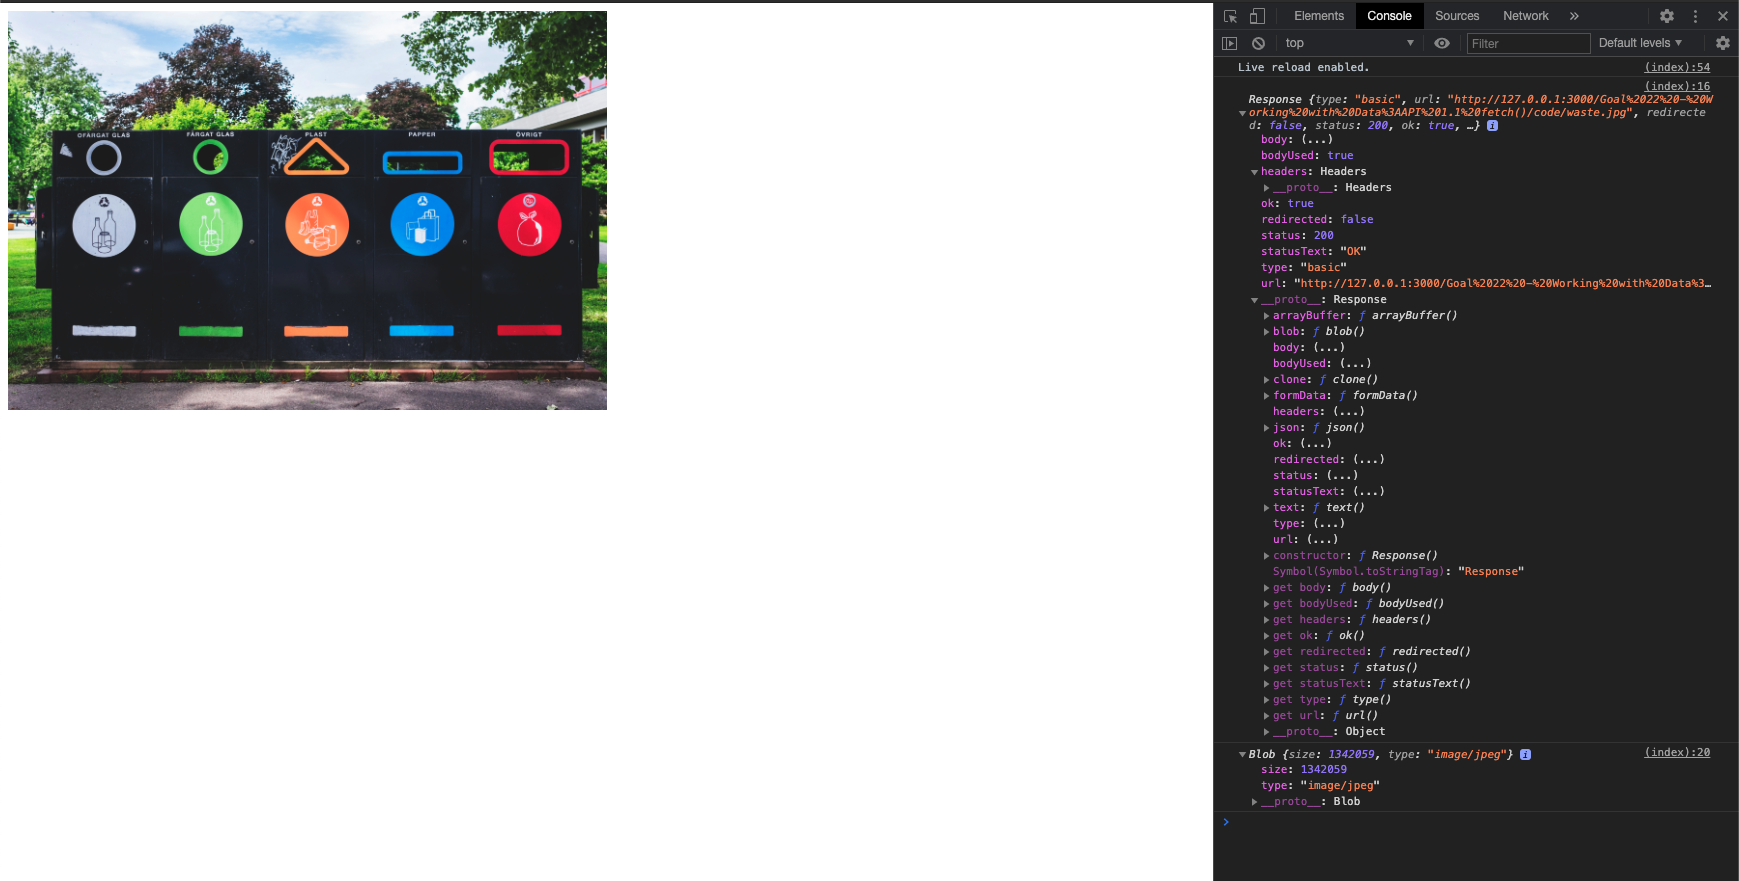 OFÄRGAT GLAS
FÄRGAT GLAS
PLAST
PAPPER
ÖVRIGT
Elements Console Sources Network »
top Filter Default levels
Live reload enabled. (index):54
(index):16
Response {type: "basic", url: "http://127.0.0.1:3000/Goal%2022%20-%20W
orking%20with%20Data%3AAPI%201.1%20fetch()/code/waste.jpg", redirecte
d: false, status: 200, ok: true, …}
body: (...)
bodyUsed: true
headers: Headers
__proto__: Headers
ok: true
redirected: false
status: 200
statusText: "OK"
type: "basic"
url: "http://127.0.0.1:3000/Goal%2022%20-%20Working%20with%20Data%3…
__proto__: Response
arrayBuffer: ƒ arrayBuffer()
blob: ƒ blob()
body: (...)
bodyUsed: (...)
clone: ƒ clone()
formData: ƒ formData()
headers: (...)
json: ƒ json()
ok: (...)
redirected: (...)
status: (...)
statusText: (...)
text: ƒ text()
type: (...)
url: (...)
constructor: ƒ Response()
Symbol(Symbol.toStringTag): "Response"
get body: ƒ body()
get bodyUsed: ƒ bodyUsed()
get headers: ƒ headers()
get ok: ƒ ok()
get redirected: ƒ redirected()
get status: ƒ status()
get statusText: ƒ statusText()
get type: ƒ type()
get url: ƒ url()
__proto__: Object
Blob {size: 1342059, type: "image/jpeg"} (index):20
size: 1342059
type: "image/jpeg"
__proto__: Blob